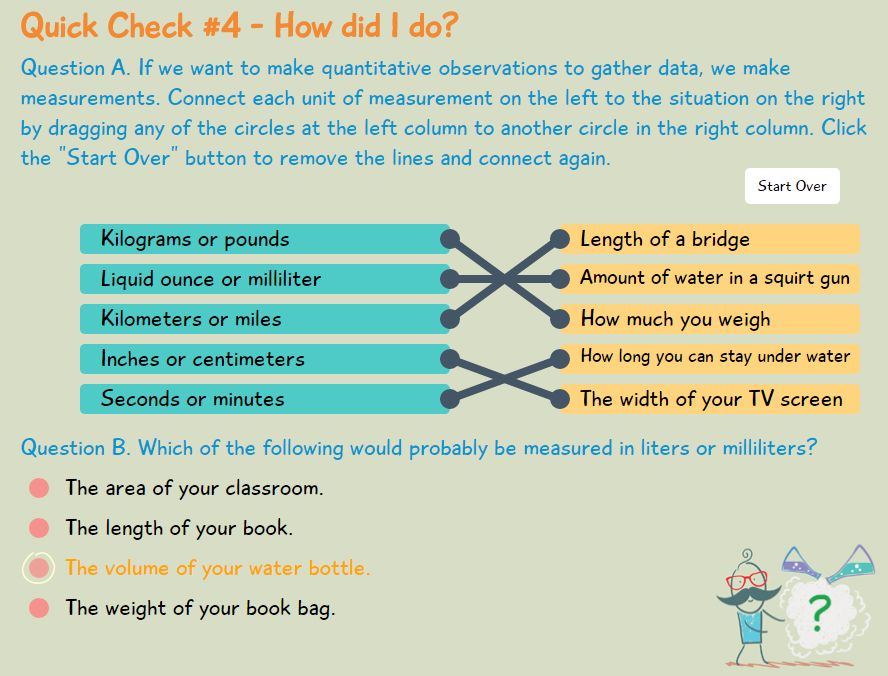 Quick Check #4 - How did I do?
Question A. If we want to make quantitative observations to gather data, we make
measurements. Connect each unit of measurement on the left to the situation on the right
by dragging any of the circles at the left column to another circle in the right column. Click
the "Start Over" button to remove the lines and connect again.
Start Over
Kilograms or pounds
Length of a bridge
Liquid ounce or milliliter
Amount of water in a squirt gun
Kilometers or miles
How much you weigh
Inches or centimeters
How long you can stay under water
Seconds or minutes
The width of your TV screen
Question B. Which of the following would probably be measured in liters or milliliters?
The area of your classroom.
The length of your book.
The volume of your water bottle.
The weight of your book bag.
?